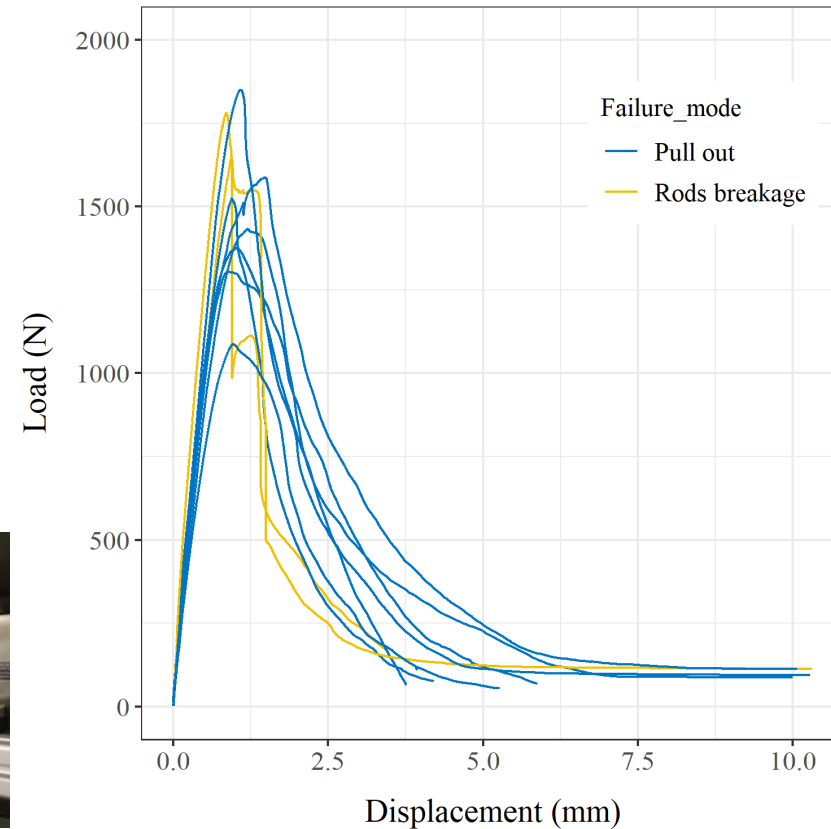 2000
1500
1000
500
0
Load (N)
Failure_mode
Pull out
Rods breakage
0.0 2.5 5.0 7.5 10.0
Displacement (mm)